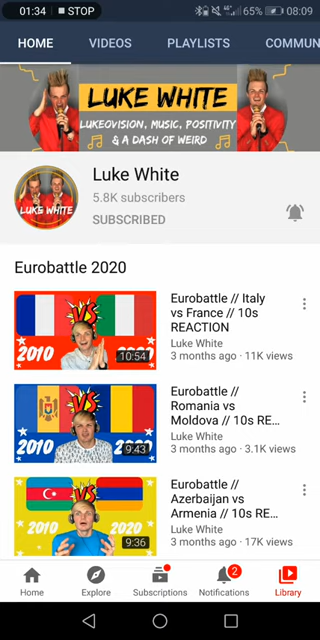 01:34 STOP 4G 65% 08:09
HOME VIDEOS PLAYLISTS COMMUN
LUKE WHITE
LUKEOVISION, MUSIC, POSITIVITY
& A DASH OF WEIRD
LUKE WHITE
Luke White
5.8K subscribers
SUBSCRIBED
Eurobattle 2020
VS
2010
10:54
Eurobattle // Italy
vs France // 10s
REACTION
Luke White
3 months ago · 11K views
VS
2010
9:43
Eurobattle //
Romania vs
Moldova // 10s RE...
Luke White
3 months ago · 3.1K views
VS
2010 2020
9:36
Eurobattle //
Azerbaijan vs
Armenia // 10s RE...
Luke White
3 months ago · 17K views
2
Home Explore Subscriptions Notifications Library